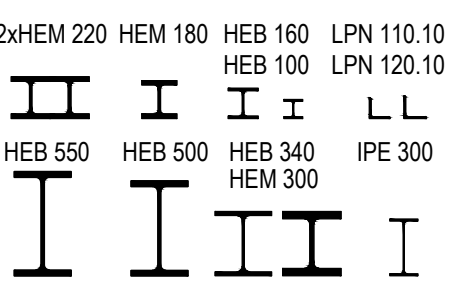 2xHEM 220 HEM 180 HEB 160 LPN 110.10
HEB 100 LPN 120.10
HEB 550 HEB 500 HEB 340 IPE 300
HEM 300